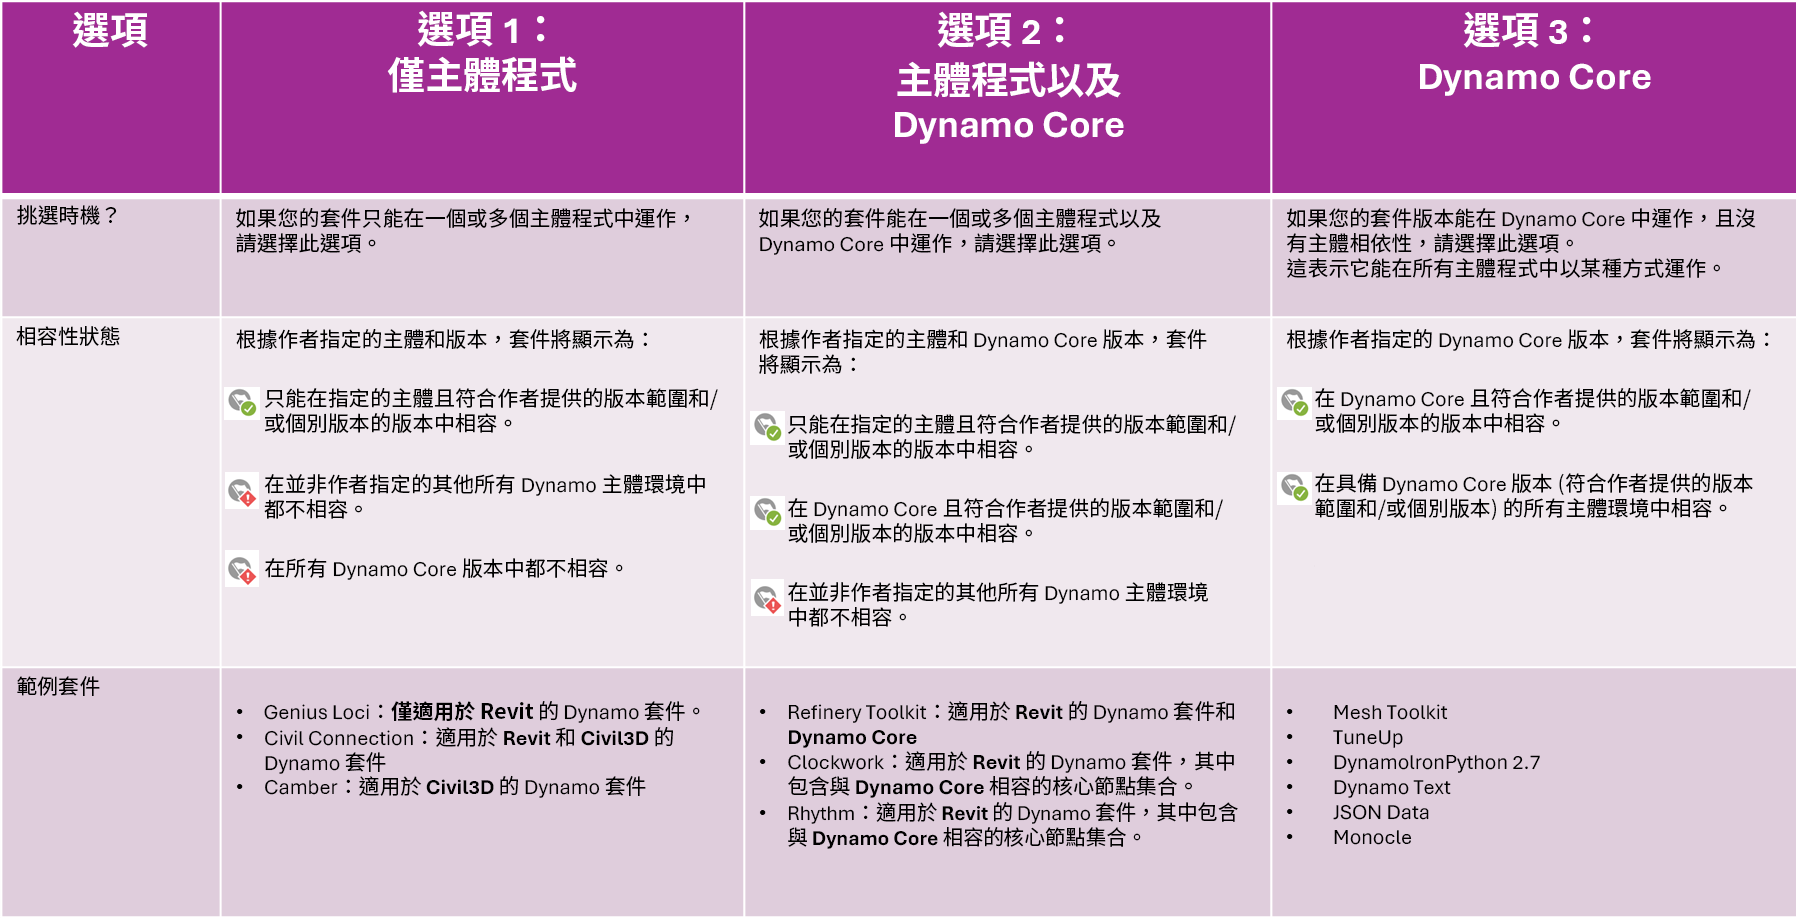 選項
選項 1：
僅主體程式
選項 2：
主體程式以及
Dynamo Core
選項 3：
Dynamo Core
挑選時機？
如果您的套件只能在一個或多個主體程式中運作，
請選擇此選項。
如果您的套件能在一個或多個主體程式以及
Dynamo Core 中運作，請選擇此選項。
如果您的套件版本能在 Dynamo Core 中運作，且沒
有主體相依性，請選擇此選項。
這表示它能在所有主體程式中以某種方式運作。
相容性狀態
根據作者指定的主體和版本，套件將顯示為：
只能在指定的主體且符合作者提供的版本範圍和/
或個別版本的版本中相容。
在並非作者指定的其他所有 Dynamo 主體環境中
都不相容。
在所有 Dynamo Core 版本中都不相容。
根據作者指定的主體和 Dynamo Core 版本，套件
將顯示為：
只能在指定的主體且符合作者提供的版本範圍和/
或個別版本的版本中相容。
在 Dynamo Core 且符合作者提供的版本範圍和/
或個別版本的版本中相容。
在並非作者指定的其他所有 Dynamo 主體環境
中都不相容。
根據作者指定的 Dynamo Core 版本，套件將顯示為：
在 Dynamo Core 且符合作者提供的版本範圍和/
或個別版本的版本中相容。
在具備 Dynamo Core 版本 (符合作者提供的版本
範圍和/或個別版本) 的所有主體環境中相容。
範例套件
• Genius Loci：僅適用於 Revit 的 Dynamo 套件。
• Civil Connection：適用於 Revit 和 Civil3D 的
Dynamo 套件
• Camber：適用於 Civil3D 的 Dynamo 套件
• Refinery Toolkit：適用於 Revit 的 Dynamo 套件和
Dynamo Core
• Clockwork：適用於 Revit 的 Dynamo 套件，其中
包含與 Dynamo Core 相容的核心節點集合。
• Rhythm：適用於 Revit 的 Dynamo 套件，其中包含
與 Dynamo Core 相容的核心節點集合。
• Mesh Toolkit
• TuneUp
• DynamoIronPython 2.7
• Dynamo Text
• JSON Data
• Monocle